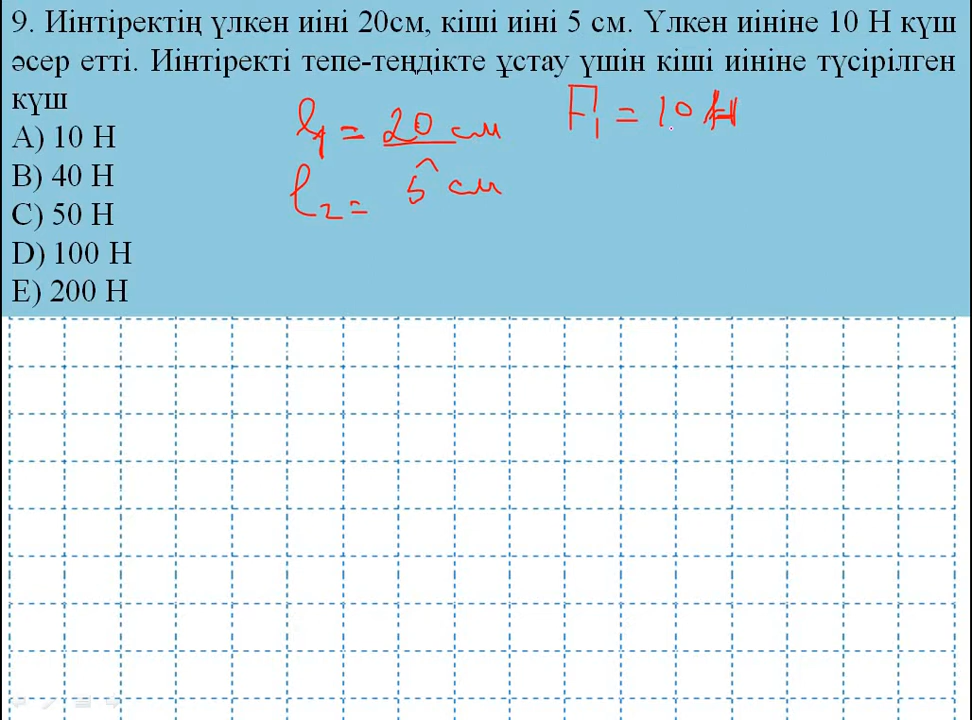 9. Иінтіректің үлкен иіні 20см, кіші иіні 5 см. Үлкен иініне 10 Н күш
әсер етті. Иінтіректі тепе-теңдікте ұстау үшін кіші иініне түсірілген
күш
A) 10 Н
B) 40 Н
C) 50 Н
D) 100 Н
E) 200 Н
l₁ = 20 см
l₂ = 5 см
F₁ = 10 Н